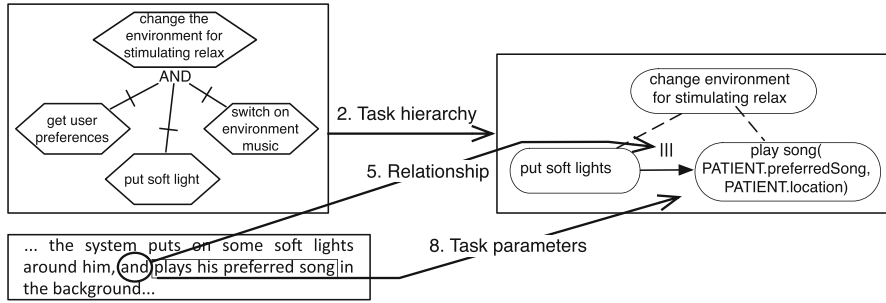 change the
environment for
stimulating relax
AND
get user
preferences
switch on
environment
music
put soft light
2. Task hierarchy
5. Relationship
8. Task parameters
change environment
for stimulating relax
III
put soft lights
play song(
PATIENT.preferredSong,
PATIENT.location)
... the system puts on some soft lights
around him, and plays his preferred song in
the background...